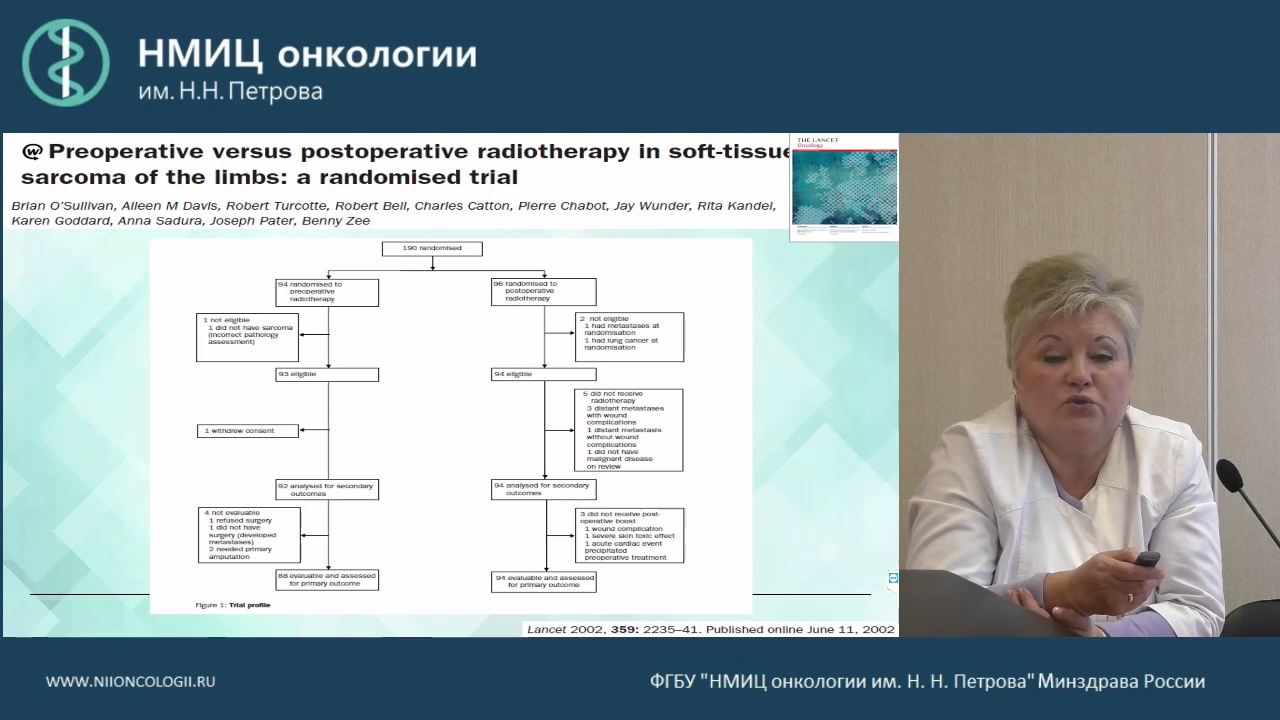 НМИЦ онкологии
им. Н.Н. Петрова
Preoperative versus postoperative radiotherapy in soft-tissue
sarcoma of the limbs: a randomised trial
Brian O'Sullivan, Aileen M Davis, Robert Turcotte, Robert Bell, Charles Catton, Pierre Chabot, Jay Wunder, Rita Kandel,
Karen Goddard, Anna Sadura, Joseph Pater, Benny Zee
THE LANCET
Oncology
190 randomised
94 randomised to
preoperative
radiotherapy
96 randomised to
postoperative
radiotherapy
1 not eligible
1 did not have sarcoma
(incorrect pathology
assessment)
2 not eligible
1 had metastases at
randomisation
1 had lung cancer at
randomisation
93 eligible
94 eligible
5 did not receive
radiotherapy
3 distant metastases
with wound
complications
1 distant metastasis
without wound
complications
1 did not have
malignant disease
on review
1 withdrew consent
92 analysed for secondary
outcomes
94 analysed for secondary
outcomes
4 not evaluable
1 refused surgery
1 did not have
surgery (developed
metastases)
2 needed primary
amputation
3 did not receive post-
operative boost
1 wound complication
1 severe skin toxic effect
1 acute cardiac event
precipitated
preoperative treatment
88 evaluable and assessed
for primary outcome
94 evaluable and assessed
for primary outcome
Figure 1: Trial profile
Lancet 2002, 359: 2235–41. Published online June 11, 2002
WWW.NIIONCOLOGII.RU
ФГБУ "НМИЦ онкологии им. Н. Н. Петрова" Минздрава России